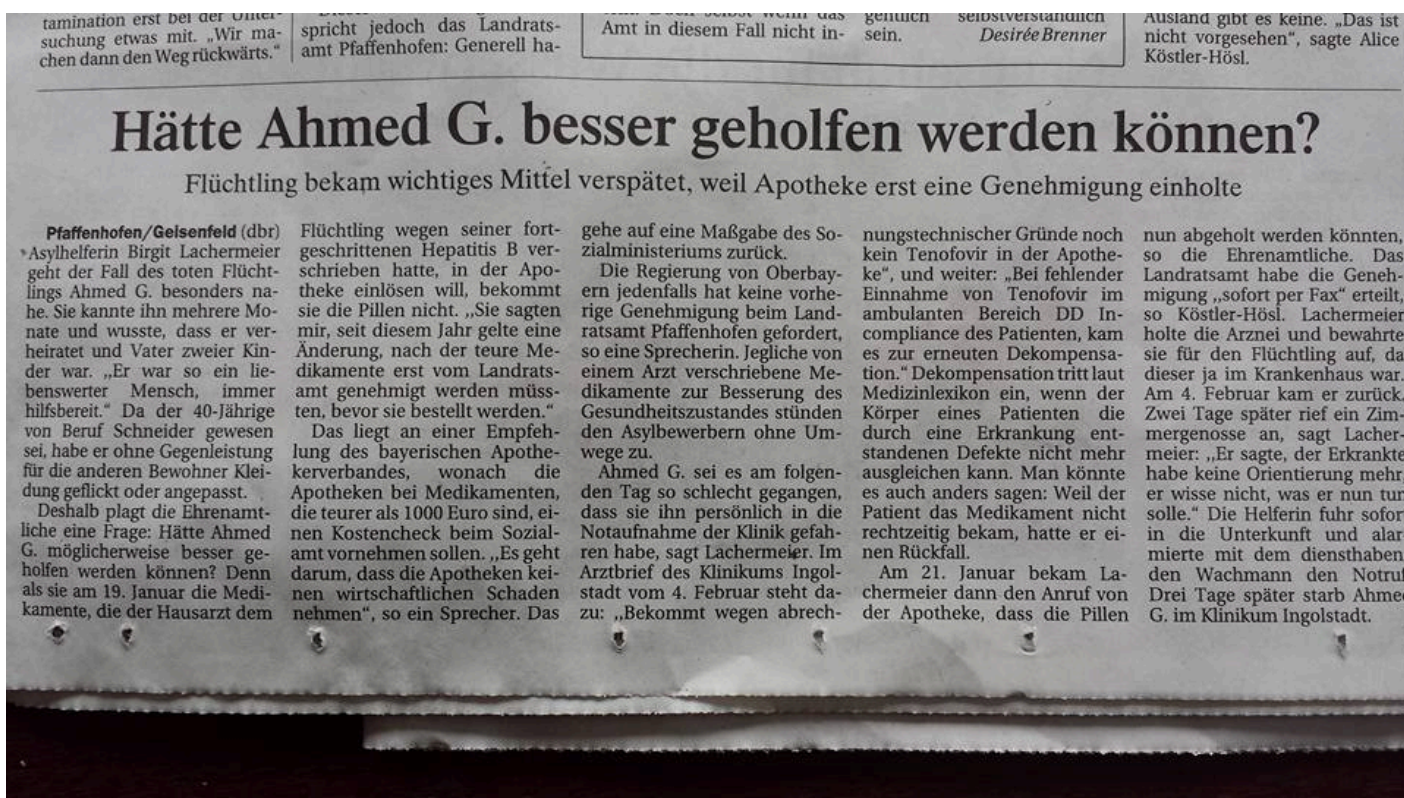 tamination erst bei der Unter-
suchung etwas mit. „Wir ma-
chen dann den Weg rückwärts.“
spricht jedoch das Landrats-
amt Pfaffenhofen: Generell ha-
Amt in diesem Fall nicht in-
gentlich selbstverständlich
sein. Desirée Brenner
Ausland gibt es keine. „Das ist
nicht vorgesehen“, sagte Alice
Köstler-Hösl.
Hätte Ahmed G. besser geholfen werden können?
Flüchtling bekam wichtiges Mittel verspätet, weil Apotheke erst eine Genehmigung einholte
Pfaffenhofen/Geisenfeld (dbr)
Asylhelferin Birgit Lachermeier
geht der Fall des toten Flücht-
lings Ahmed G. besonders na-
he. Sie kannte ihn mehrere Mo-
nate und wusste, dass er ver-
heiratet und Vater zweier Kin-
der war. „Er war so ein lie-
benswerter Mensch, immer
hilfsbereit.“ Da der 40-Jährige
von Beruf Schneider gewesen
sei, habe er ohne Gegenleistung
für die anderen Bewohner Klei-
dung geflickt oder angepasst.
Deshalb plagt die Ehrenamt-
liche eine Frage: Hätte Ahmed
G. möglicherweise besser ge-
holfen werden können? Denn
als sie am 19. Januar die Medi-
kamente, die der Hausarzt dem
Flüchtling wegen seiner fort-
geschrittenen Hepatitis B ver-
schrieben hatte, in der Apo-
theke einlösen will, bekommt
sie die Pillen nicht. „Sie sagten
mir, seit diesem Jahr gelte eine
Änderung, nach der teure Me-
dikamente erst vom Landrats-
amt genehmigt werden müss-
ten, bevor sie bestellt werden.“
Das liegt an einer Empfeh-
lung des bayerischen Apothe-
kerverbandes, wonach die
Apotheken bei Medikamenten,
die teurer als 1000 Euro sind, ei-
nen Kostencheck beim Sozial-
amt vornehmen sollen. „Es geht
darum, dass die Apotheken kei-
nen wirtschaftlichen Schaden
nehmen“, so ein Sprecher. Das
gehe auf eine Maßgabe des So-
zialministeriums zurück.
Die Regierung von Oberbay-
ern jedenfalls hat keine vorhe-
rige Genehmigung beim Land-
ratsamt Pfaffenhofen gefordert,
so eine Sprecherin. Jegliche von
einem Arzt verschriebene Me-
dikamente zur Besserung des
Gesundheitszustandes stünden
den Asylbewerbern ohne Um-
wege zu.
Ahmed G. sei es am folgen-
den Tag so schlecht gegangen,
dass sie ihn persönlich in die
Notaufnahme der Klinik gefah-
ren habe, sagt Lachermeier. Im
Arztbrief des Klinikums Ingol-
stadt vom 4. Februar steht da-
zu: „Bekommt wegen abrech-
nungstechnischer Gründe noch
kein Tenofovir in der Apothe-
ke“, und weiter: „Bei fehlender
Einnahme von Tenofovir im
ambulanten Bereich DD In-
compliance des Patienten, kam
es zur erneuten Dekompensa-
tion.“ Dekompensation tritt laut
Medizinlexikon ein, wenn der
Körper eines Patienten die
durch eine Erkrankung ent-
standenen Defekte nicht mehr
ausgleichen kann. Man könnte
es auch anders sagen: Weil der
Patient das Medikament nicht
rechtzeitig bekam, hatte er ei-
nen Rückfall.
Am 21. Januar bekam La-
chermeier dann den Anruf von
der Apotheke, dass die Pillen
nun abgeholt werden könnten,
so die Ehrenamtliche. Das
Landratsamt habe die Geneh-
migung „sofort per Fax“ erteilt,
so Köstler-Hösl. Lachermeier
holte die Arznei und bewahrte
sie für den Flüchtling auf, da
dieser ja im Krankenhaus war.
Am 4. Februar kam er zurück.
Zwei Tage später rief ein Zim-
mergenosse an, sagt Lacher-
meier: „Er sagte, der Erkrankte
habe keine Orientierung mehr,
er wisse nicht, was er nun tun
solle.“ Die Helferin fuhr sofort
in die Unterkunft und alar-
mierte mit dem diensthaben-
den Wachmann den Notruf.
Drei Tage später starb Ahmed
G. im Klinikum Ingolstadt.